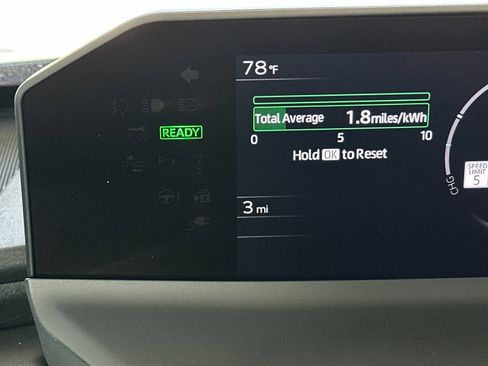 78°F
READY
Total Average 1.8 miles/kWh
0 5 10
Hold OK to Reset
3 mi
CHG
SPEED
LIMIT
5